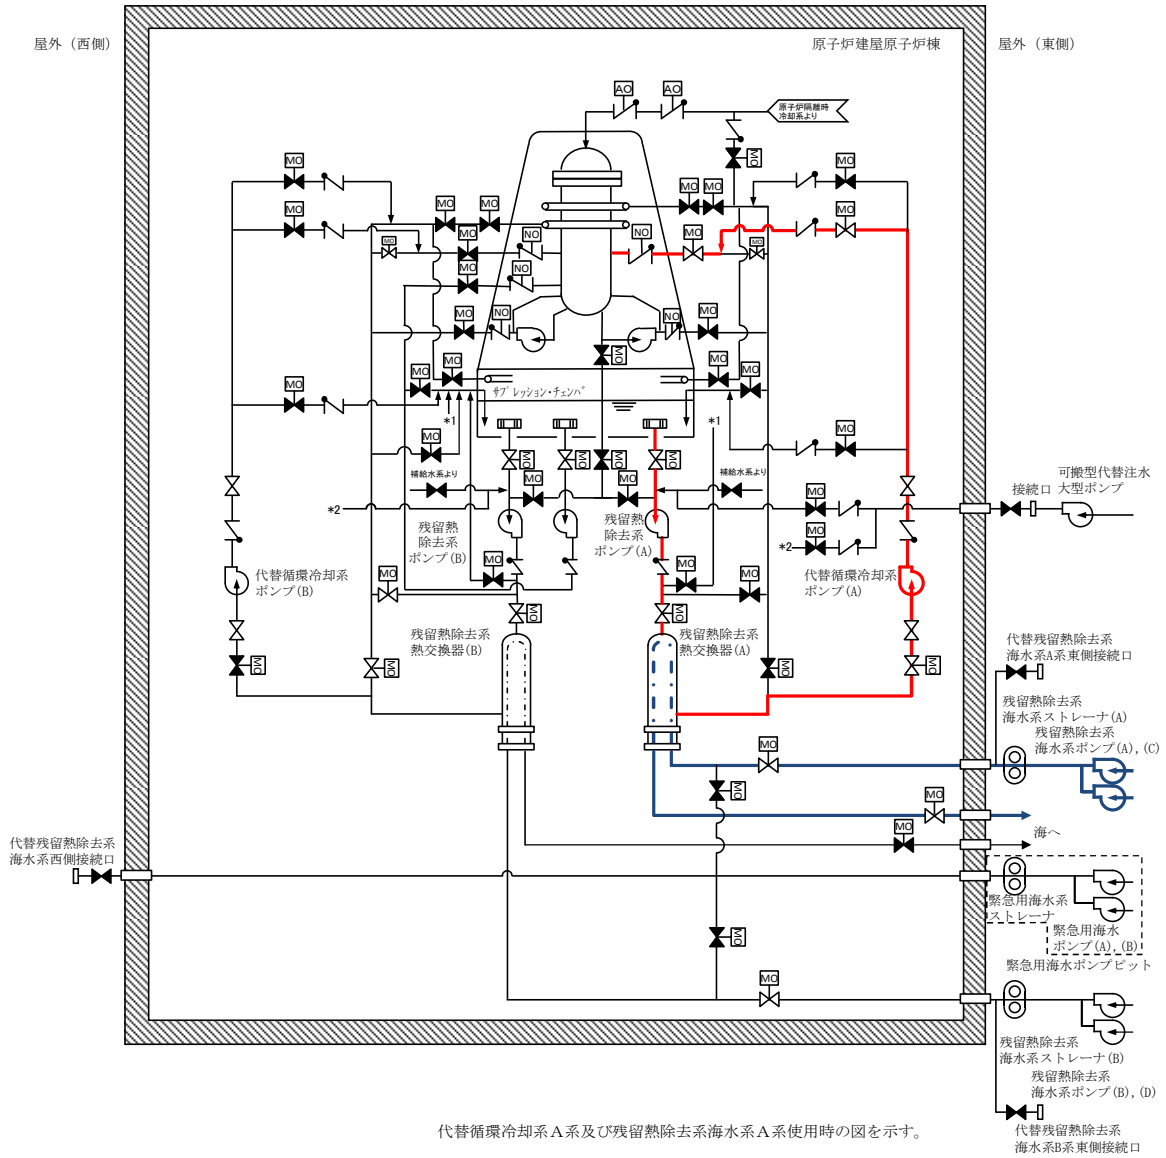 屋外（西側）
原子炉建屋原子炉棟
屋外（東側）
AO
AO
原子炉隔離時
冷却系より
MO
MO
MO
MO
MO
MO
MO
MO
MO
MO
MO
NO
NO
MO
MO
MO
NO
MO
NO
MO
NO
NO
MO
MO
MO
MO
MO
MO
MO
サプレッション・チェンバ
*1
*1
MO
MO
MO
MO
MO
MO
MO
MO
補給水系より
補給水系より
*2
MO
MO
*2
接続口
可搬型代替注水
大型ポンプ
残留熱
除去系
ポンプ(B)
残留熱
除去系
ポンプ(A)
代替循環冷却系
ポンプ(B)
代替循環冷却系
ポンプ(A)
MO
MO
MO
MO
MO
MO
残留熱除去系
熱交換器(B)
残留熱除去系
熱交換器(A)
MO
MO
MO
MO
代替残留熱除去系
海水系A系東側接続口
残留熱除去系
海水系ストレーナ(A)
残留熱除去系
海水系ポンプ(A),(C)
MO
MO
MO
MO
海へ
代替残留熱除去系
海水系西側接続口
緊急用海水系
ストレーナ
緊急用海水
ポンプ(A),(B)
緊急用海水ポンプピット
MO
MO
残留熱除去系
海水系ストレーナ(B)
残留熱除去系
海水系ポンプ(B),(D)
代替残留熱除去系
海水系B系東側接続口
代替循環冷却系Ａ系及び残留熱除去系海水系Ａ系使用時の図を示す。